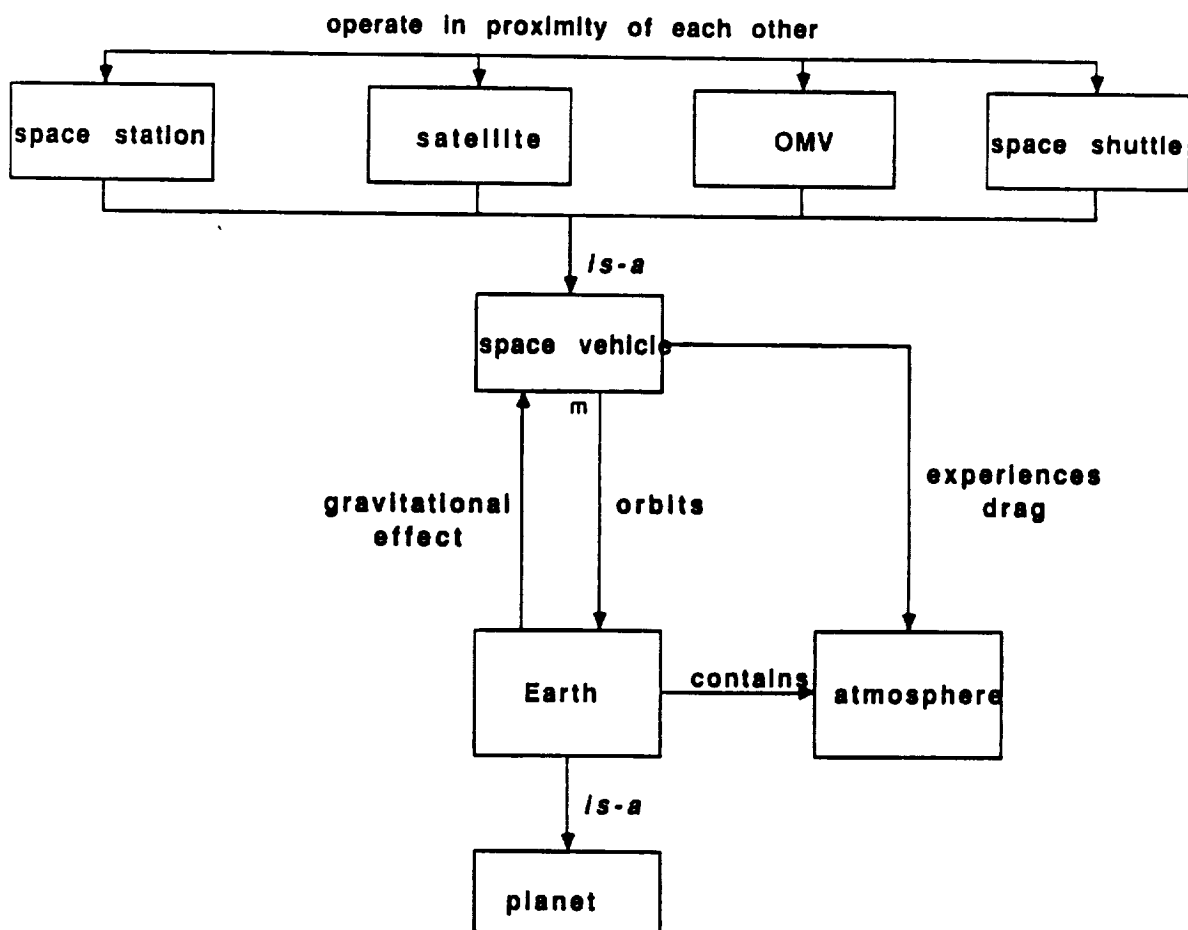 operate in proximity of each other
space station
satellite
OMV
space shuttle
is-a
space vehicle
m
gravitational
effect
orbits
experiences
drag
Earth
contains
atmosphere
is-a
planet